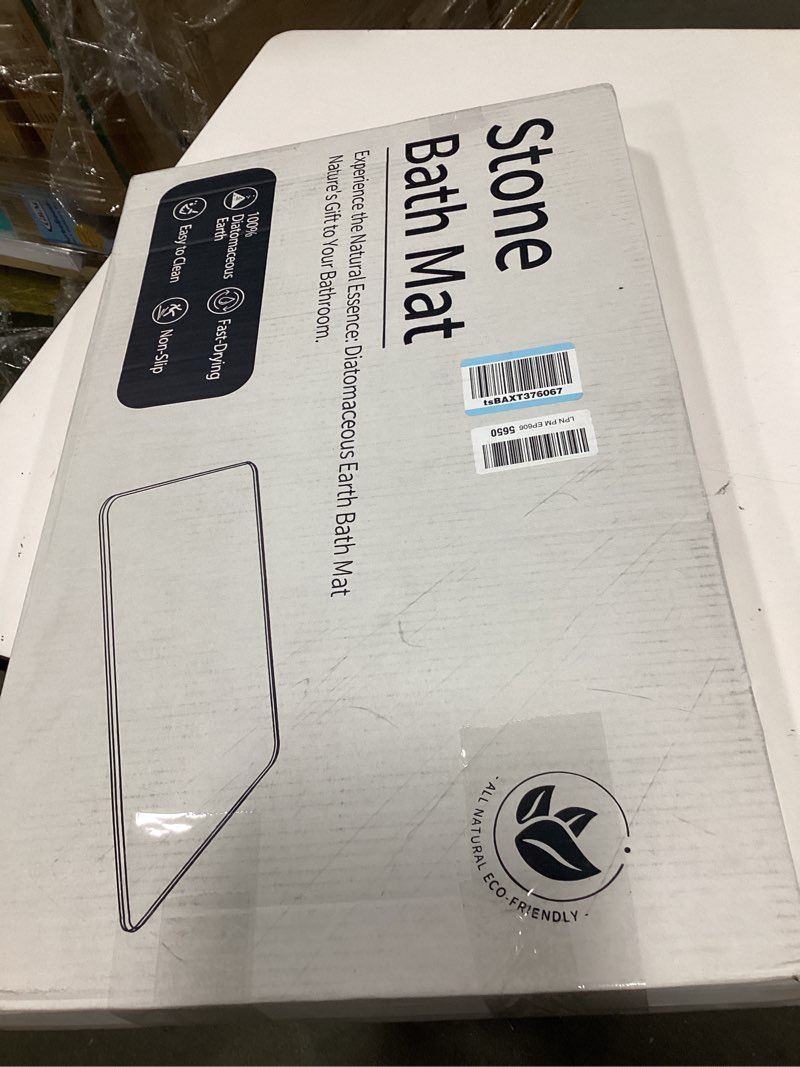 Stone
Bath Mat
Experience the Natural Essence: Diatomaceous Earth Bath Mat
Nature's Gift to Your Bathroom.
100%
Diatomaceous
Earth
Fast-Drying
Easy to Clean
Non-Slip
tsBAXT376067
LPN PM EP606 5650
· ALL NATURAL ECO-FRIENDLY ·